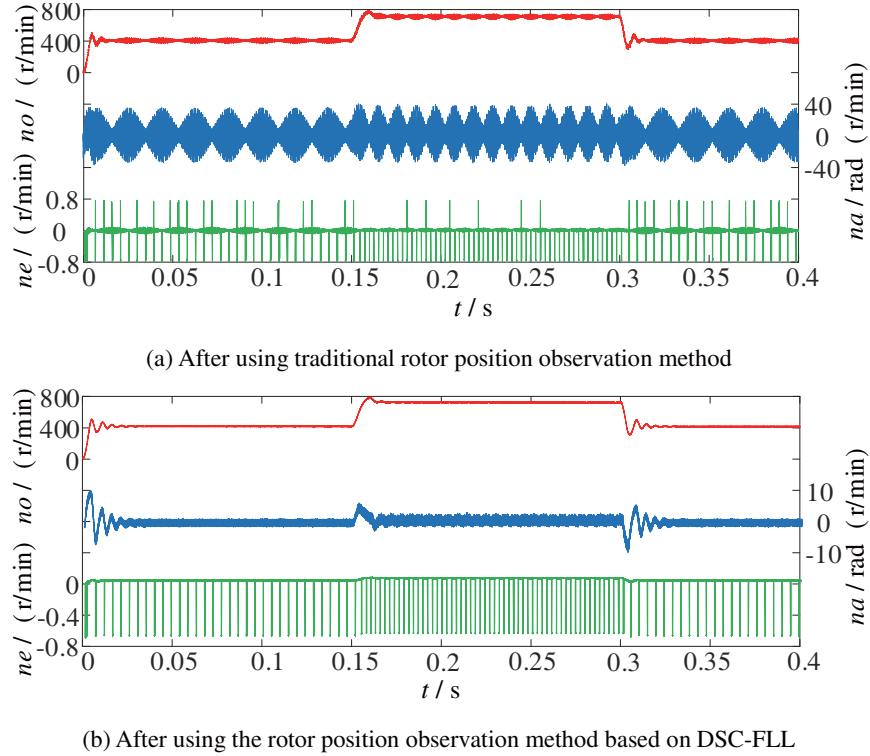 800
400
0
no / ( r/min)
40
0
-40
na / rad ( r/min)
0.8
0
-0.8
ne / ( r/min)
0 0.05 0.1 0.15 0.2 0.25 0.3 0.35 0.4
t / s
(a) After using traditional rotor position observation method
800
400
0
no / ( r/min)
10
0
-10
na / rad ( r/min)
0
-0.4
-0.8
ne / ( r/min)
0 0.05 0.1 0.15 0.2 0.25 0.3 0.35 0.4
t / s
(b) After using the rotor position observation method based on DSC-FLL